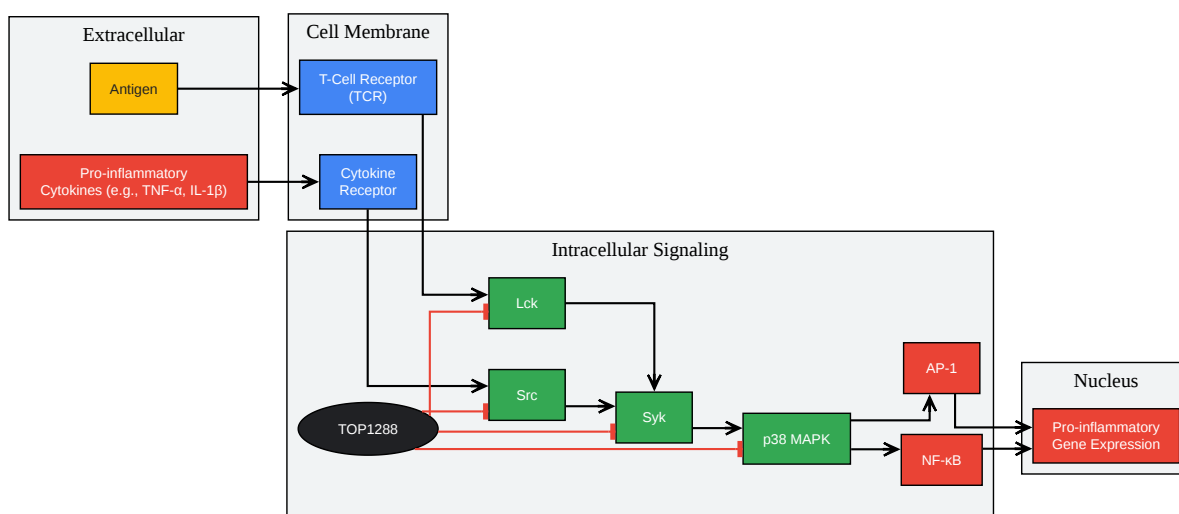 Extracellular
Cell Membrane
Antigen
T-Cell Receptor
(TCR)
Pro-inflammatory
Cytokines (e.g., TNF-α, IL-1β)
Cytokine
Receptor
Intracellular Signaling
Lck
Src
TOP1288
Syk
p38 MAPK
AP-1
NF-κB
Nucleus
Pro-inflammatory
Gene Expression